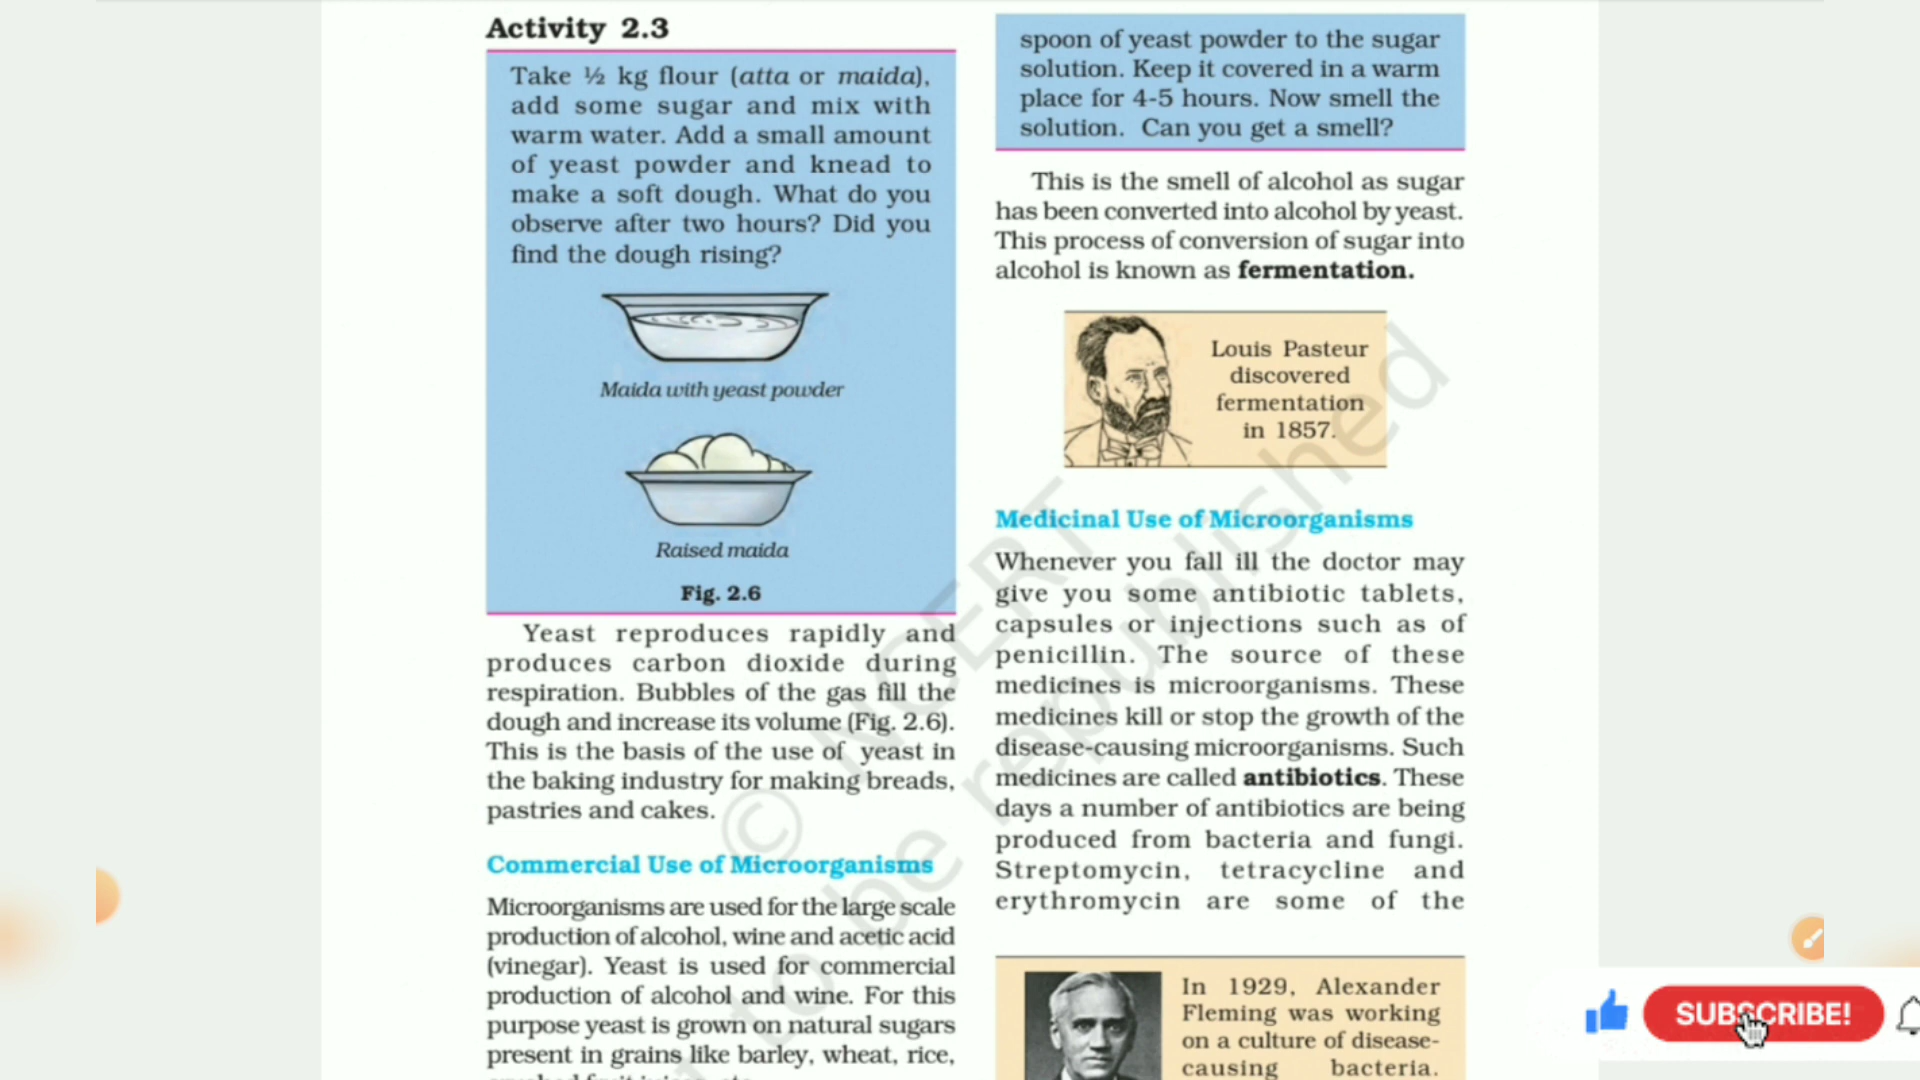 Activity 2.3
Take ½ kg flour (atta or maida),
add some sugar and mix with
warm water. Add a small amount
of yeast powder and knead to
make a soft dough. What do you
observe after two hours? Did you
find the dough rising?
Maida with yeast powder
Raised maida
Fig. 2.6
Yeast reproduces rapidly and
produces carbon dioxide during
respiration. Bubbles of the gas fill the
dough and increase its volume (Fig. 2.6).
This is the basis of the use of yeast in
the baking industry for making breads,
pastries and cakes.
Commercial Use of Microorganisms
Microorganisms are used for the large scale
production of alcohol, wine and acetic acid
(vinegar). Yeast is used for commercial
production of alcohol and wine. For this
purpose yeast is grown on natural sugars
present in grains like barley, wheat, rice,
spoon of yeast powder to the sugar
solution. Keep it covered in a warm
place for 4-5 hours. Now smell the
solution. Can you get a smell?
This is the smell of alcohol as sugar
has been converted into alcohol by yeast.
This process of conversion of sugar into
alcohol is known as fermentation.
Louis Pasteur
discovered
fermentation
in 1857.
Medicinal Use of Microorganisms
Whenever you fall ill the doctor may
give you some antibiotic tablets,
capsules or injections such as of
penicillin. The source of these
medicines is microorganisms. These
medicines kill or stop the growth of the
disease-causing microorganisms. Such
medicines are called antibiotics. These
days a number of antibiotics are being
produced from bacteria and fungi.
Streptomycin, tetracycline and
erythromycin are some of the
In 1929, Alexander
Fleming was working
on a culture of disease-
causing bacteria.
© NCERT
to be republished
SUBSCRIBE!